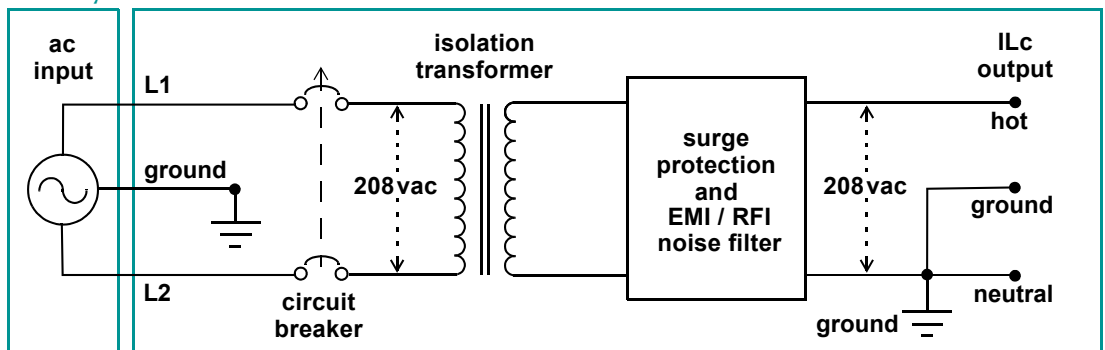 ac
input
L1
ground
L2
circuit
breaker
208vac
isolation
transformer
surge
protection
and
EMI / RFI
noise filter
208vac
ILc
output
hot
ground
neutral
ground